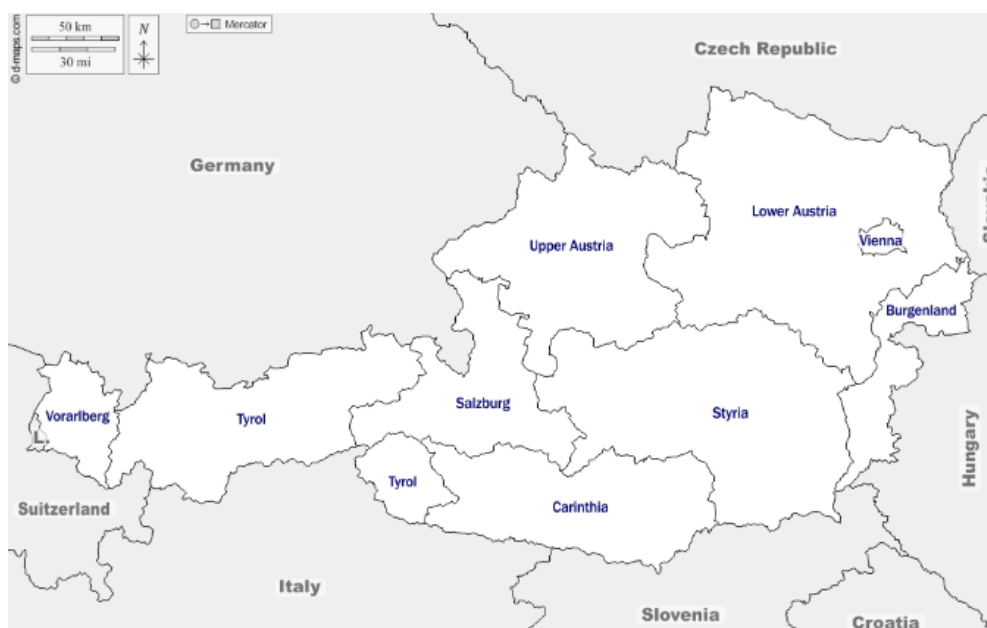 © d-maps.com
50 km
30 mi
N
Mercator
Czech Republic
Germany
Lower Austria
Upper Austria
Vienna
Burgenland
Vorarlberg
Tyrol
Salzburg
Styria
L.
Tyrol
Carinthia
Suitzerland
Hungary
Italy
Slovenia
Croatia